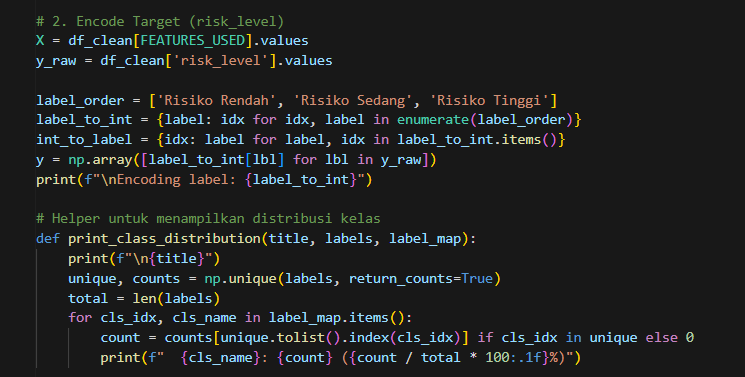 # 2. Encode Target (risk_level)
X = df_clean[FEATURES_USED].values
y_raw = df_clean['risk_level'].values

label_order = ['Risiko Rendah', 'Risiko Sedang', 'Risiko Tinggi']
label_to_int = {label: idx for idx, label in enumerate(label_order)}
int_to_label = {idx: label for label, idx in label_to_int.items()}
y = np.array([label_to_int[lbl] for lbl in y_raw])
print(f"\nEncoding label: {label_to_int}")

# Helper untuk menampilkan distribusi kelas
def print_class_distribution(title, labels, label_map):
    print(f"\n{title}")
    unique, counts = np.unique(labels, return_counts=True)
    total = len(labels)
    for cls_idx, cls_name in label_map.items():
        count = counts[unique.tolist().index(cls_idx)] if cls_idx in unique else 0
        print(f"  {cls_name}: {count} ({count / total * 100:.1f}%)")